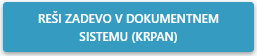 REŠI ZADEVO V DOKUMENTNEM
SISTEMU (KRPAN)